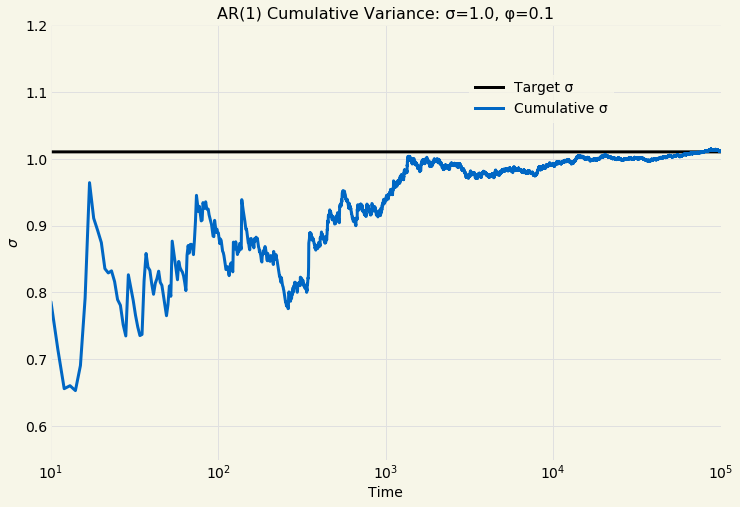 AR(1) Cumulative Variance: σ=1.0, φ=0.1
1.2
1.1
1.0
0.9
0.8
0.7
0.6
σ
Target σ
Cumulative σ
10¹
10²
10³
10⁴
10⁵
Time